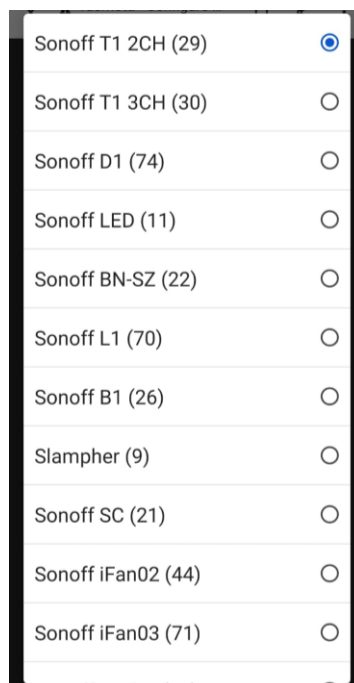 Sonoff T1 2CH (29)
Sonoff T1 3CH (30)
Sonoff D1 (74)
Sonoff LED (11)
Sonoff BN-SZ (22)
Sonoff L1 (70)
Sonoff B1 (26)
Slampher (9)
Sonoff SC (21)
Sonoff iFan02 (44)
Sonoff iFan03 (71)